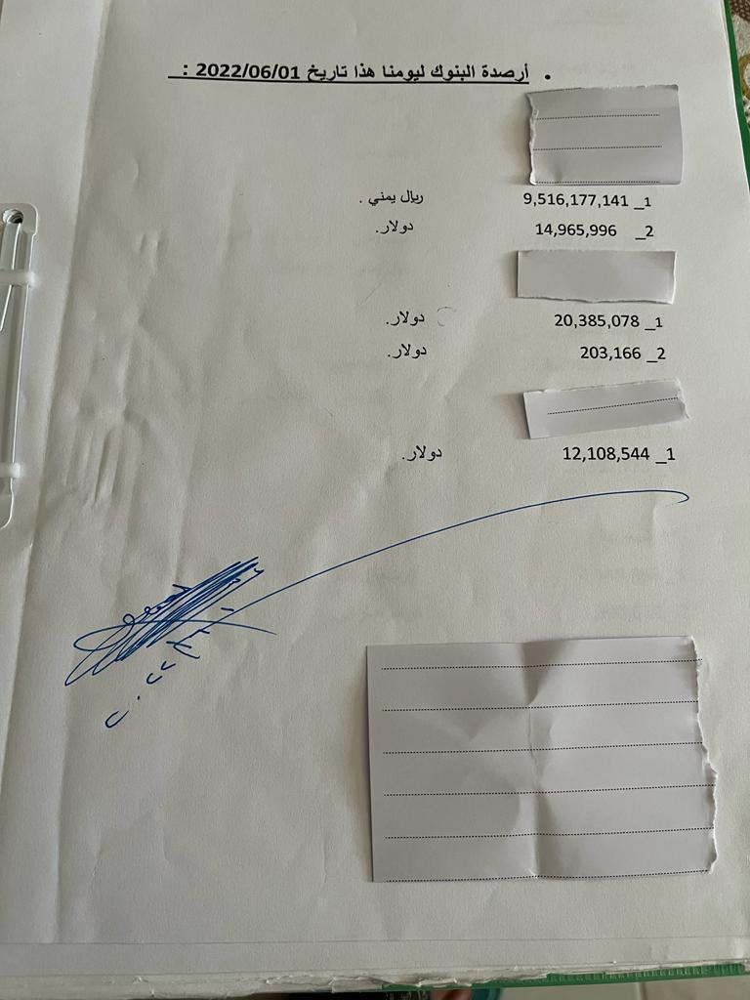 • أرصدة البنوك ليومنا هذا تاريخ 2022/06/01 :
1_ 9,516,177,141 ريال يمني .
2_ 14,965,996 دولار.
1_ 20,385,078 دولار.
2_ 203,166 دولار.
1_ 12,108,544 دولار.